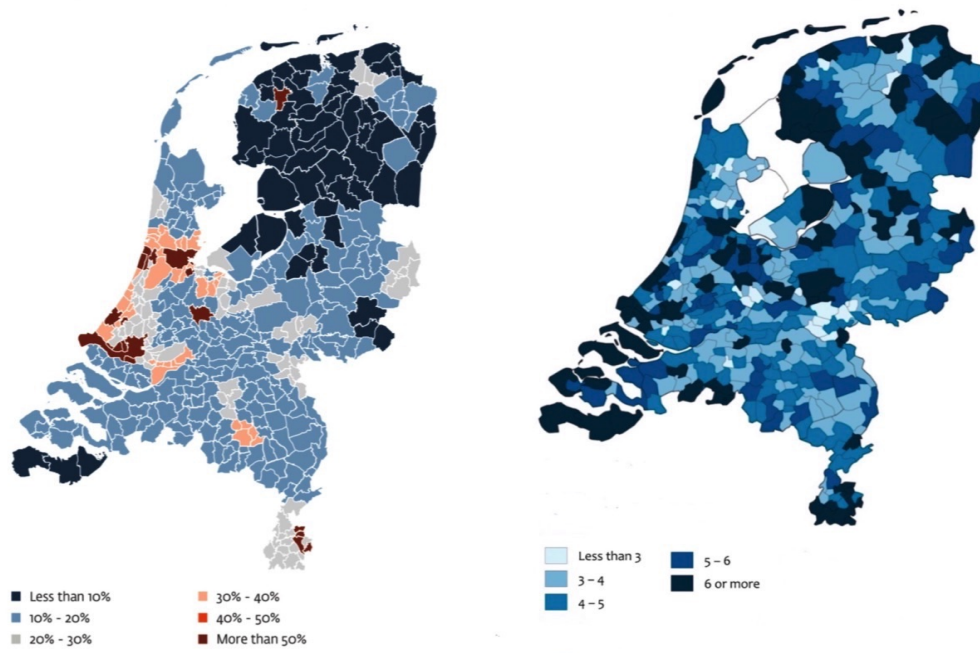 Less than 10%
10% - 20%
20% - 30%
30% - 40%
40% - 50%
More than 50%
Less than 3
3 – 4
4 – 5
5 – 6
6 or more